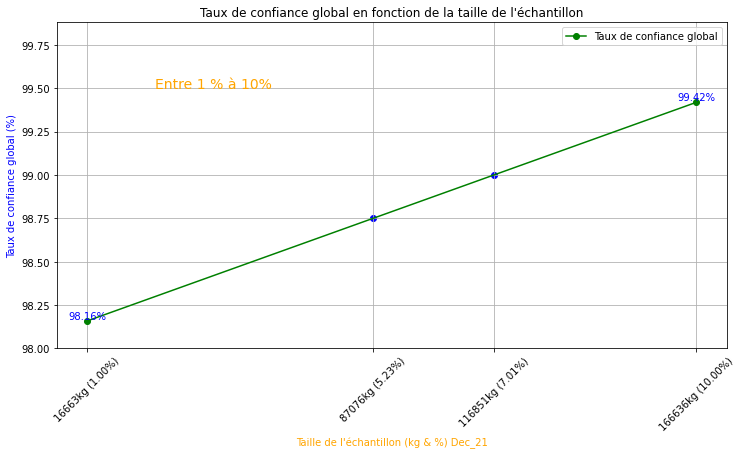 Taux de confiance global en fonction de la taille de l'échantillon
Taux de confiance global
Entre 1 % à 10%
Taux de confiance global (%)
99.75
99.50
99.25
99.00
98.75
98.50
98.25
98.00
98.16%
99.42%
16663kg (1.00%)
87076kg (5.23%)
116851kg (7.01%)
166636kg (10.00%)
Taille de l'échantillon (kg & %) Dec_21